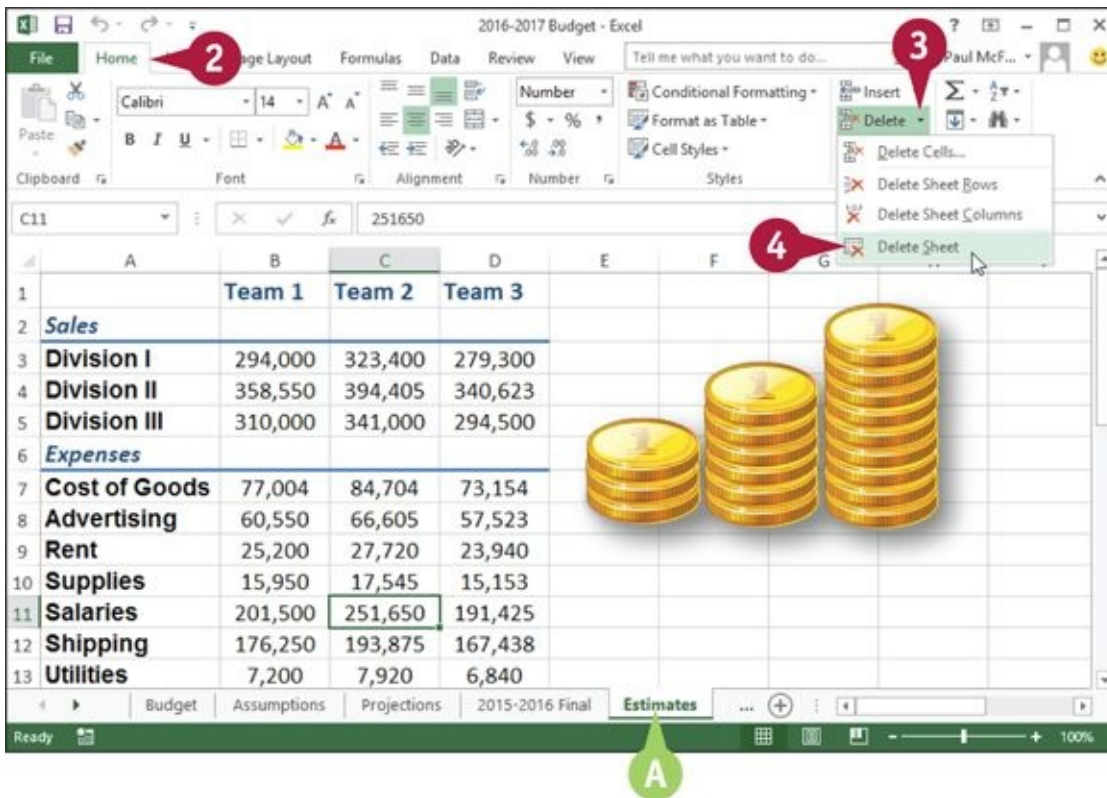 2016-2017 Budget - Excel
?
File Home age Layout Formulas Data Review View Tell me what you want to do... Paul McF...
2
3
Paste
Calibri 14 A A
B I U A
Number
$ % ,
Conditional Formatting
Format as Table
Cell Styles
Insert
Delete
Σ
Clipboard Font Alignment Number Styles
Delete Cells...
Delete Sheet Rows
Delete Sheet Columns
4
Delete Sheet
C11 fx 251650
A B C D E F G
1 Team 1 Team 2 Team 3
2 Sales
3 Division I 294,000 323,400 279,300
4 Division II 358,550 394,405 340,623
5 Division III 310,000 341,000 294,500
6 Expenses
7 Cost of Goods 77,004 84,704 73,154
8 Advertising 60,550 66,605 57,523
9 Rent 25,200 27,720 23,940
10 Supplies 15,950 17,545 15,153
11 Salaries 201,500 251,650 191,425
12 Shipping 176,250 193,875 167,438
13 Utilities 7,200 7,920 6,840
1
1
1
Budget Assumptions Projections 2015-2016 Final Estimates ...
Ready 100%
A